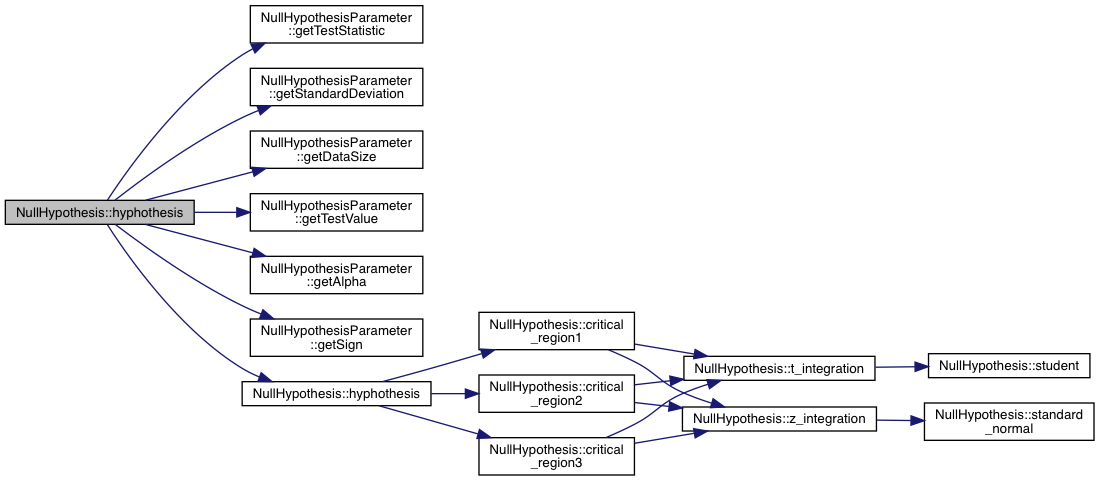 NullHypothesis::hyphothesis
NullHypothesisParameter
::getTestStatistic
NullHypothesisParameter
::getStandardDeviation
NullHypothesisParameter
::getDataSize
NullHypothesisParameter
::getTestValue
NullHypothesisParameter
::getAlpha
NullHypothesisParameter
::getSign
NullHypothesis::hyphothesis
NullHypothesis::critical
_region1
NullHypothesis::critical
_region2
NullHypothesis::critical
_region3
NullHypothesis::t_integration
NullHypothesis::z_integration
NullHypothesis::student
NullHypothesis::standard
_normal